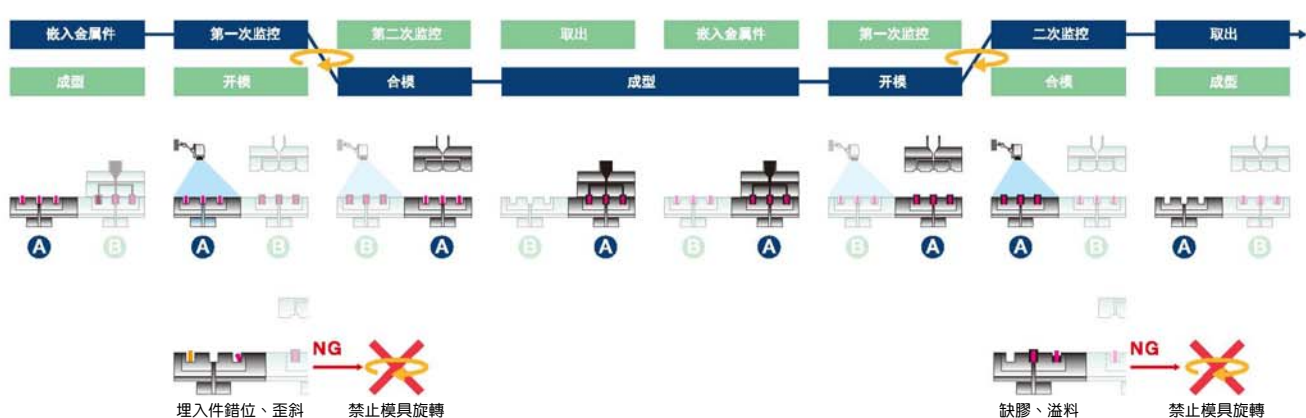 嵌入金属件 第一次监控 第二次监控 取出 嵌入金属件 第一次监控 二次监控 取出
成型 开模 合模 成型 开模 合模 成型
A B A B B A B A B A B A A B A B
NG NG
埋入件錯位、歪斜 禁止模具旋轉 缺膠、溢料 禁止模具旋轉